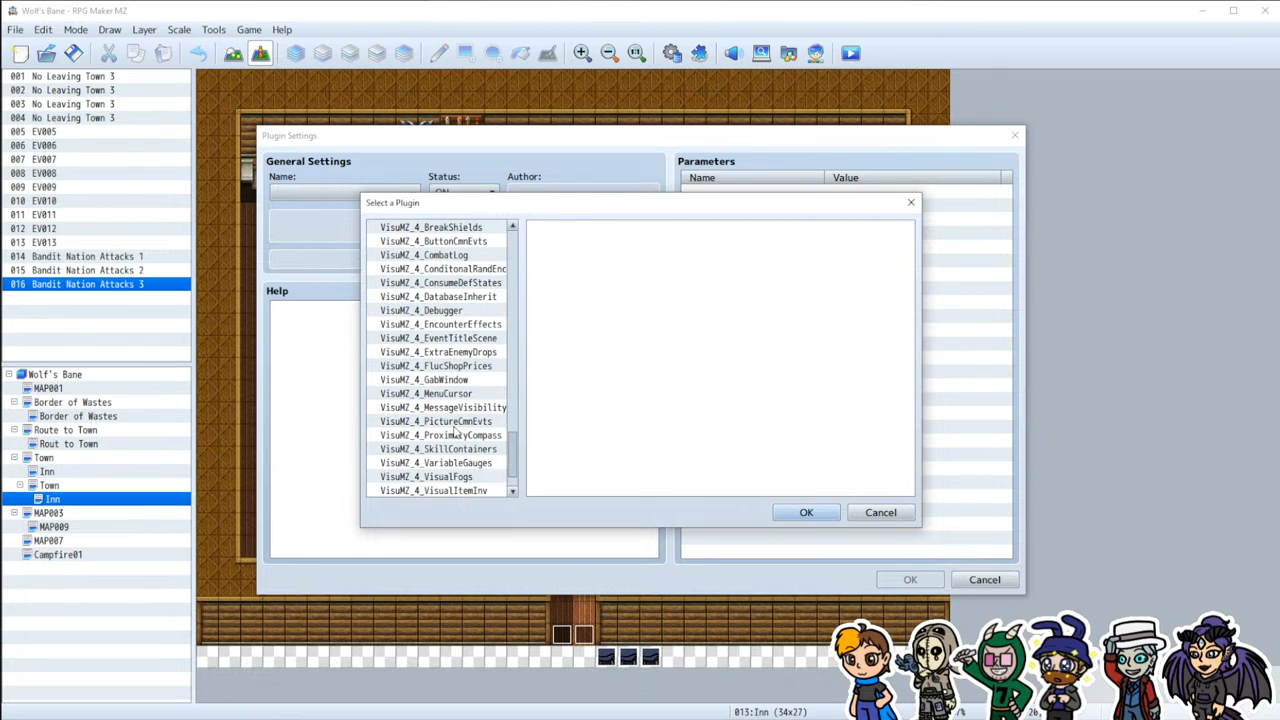 Wolf's Bane - RPG Maker MZ
File Edit Mode Draw Layer Scale Tools Game Help
001 No Leaving Town 3
002 No Leaving Town 3
003 No Leaving Town 3
004 No Leaving Town 3
005 EV005
006 EV006
007 EV007
008 EV008
009 EV009
010 EV010
011 EV011
012 EV012
013 EV013
014 Bandit Nation Attacks 1
015 Bandit Nation Attacks 2
016 Bandit Nation Attacks 3
Wolf's Bane
MAP001
Border of Wastes
Border of Wastes
Route to Town
Rout to Town
Town
Inn
Town
Inn
MAP003
MAP009
MAP007
Campfire01
Plugin Settings
General Settings
Name: Status: Author:
ON
Help
Parameters
Name Value
Select a Plugin
VisuMZ_4_BreakShields
VisuMZ_4_ButtonCmnEvts
VisuMZ_4_CombatLog
VisuMZ_4_ConditonalRandEnc
VisuMZ_4_ConsumeDefStates
VisuMZ_4_DatabaseInherit
VisuMZ_4_Debugger
VisuMZ_4_EncounterEffects
VisuMZ_4_EventTitleScene
VisuMZ_4_ExtraEnemyDrops
VisuMZ_4_FlucShopPrices
VisuMZ_4_GabWindow
VisuMZ_4_MenuCursor
VisuMZ_4_MessageVisibility
VisuMZ_4_PictureCmnEvts
VisuMZ_4_ProximityCompass
VisuMZ_4_SkillContainers
VisuMZ_4_VariableGauges
VisuMZ_4_VisualFogs
VisuMZ_4_VisualItemInv
OK Cancel
OK Cancel
013:Inn (34x27)